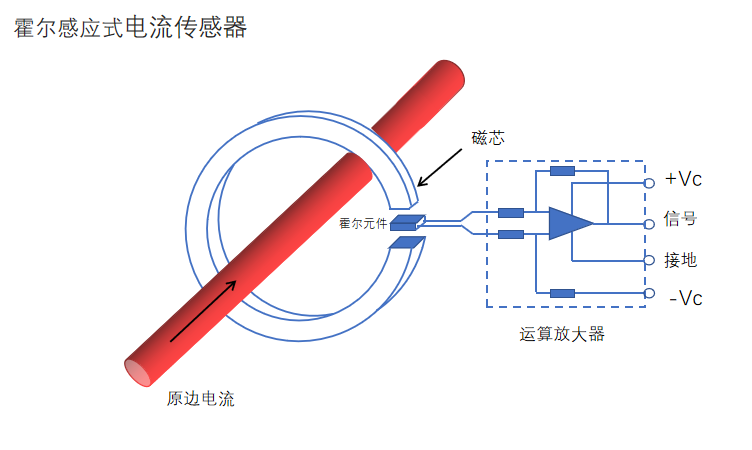 霍尔感应式电流传感器
磁芯
+Vc
霍尔元件
信号
接地
-Vc
运算放大器
原边电流